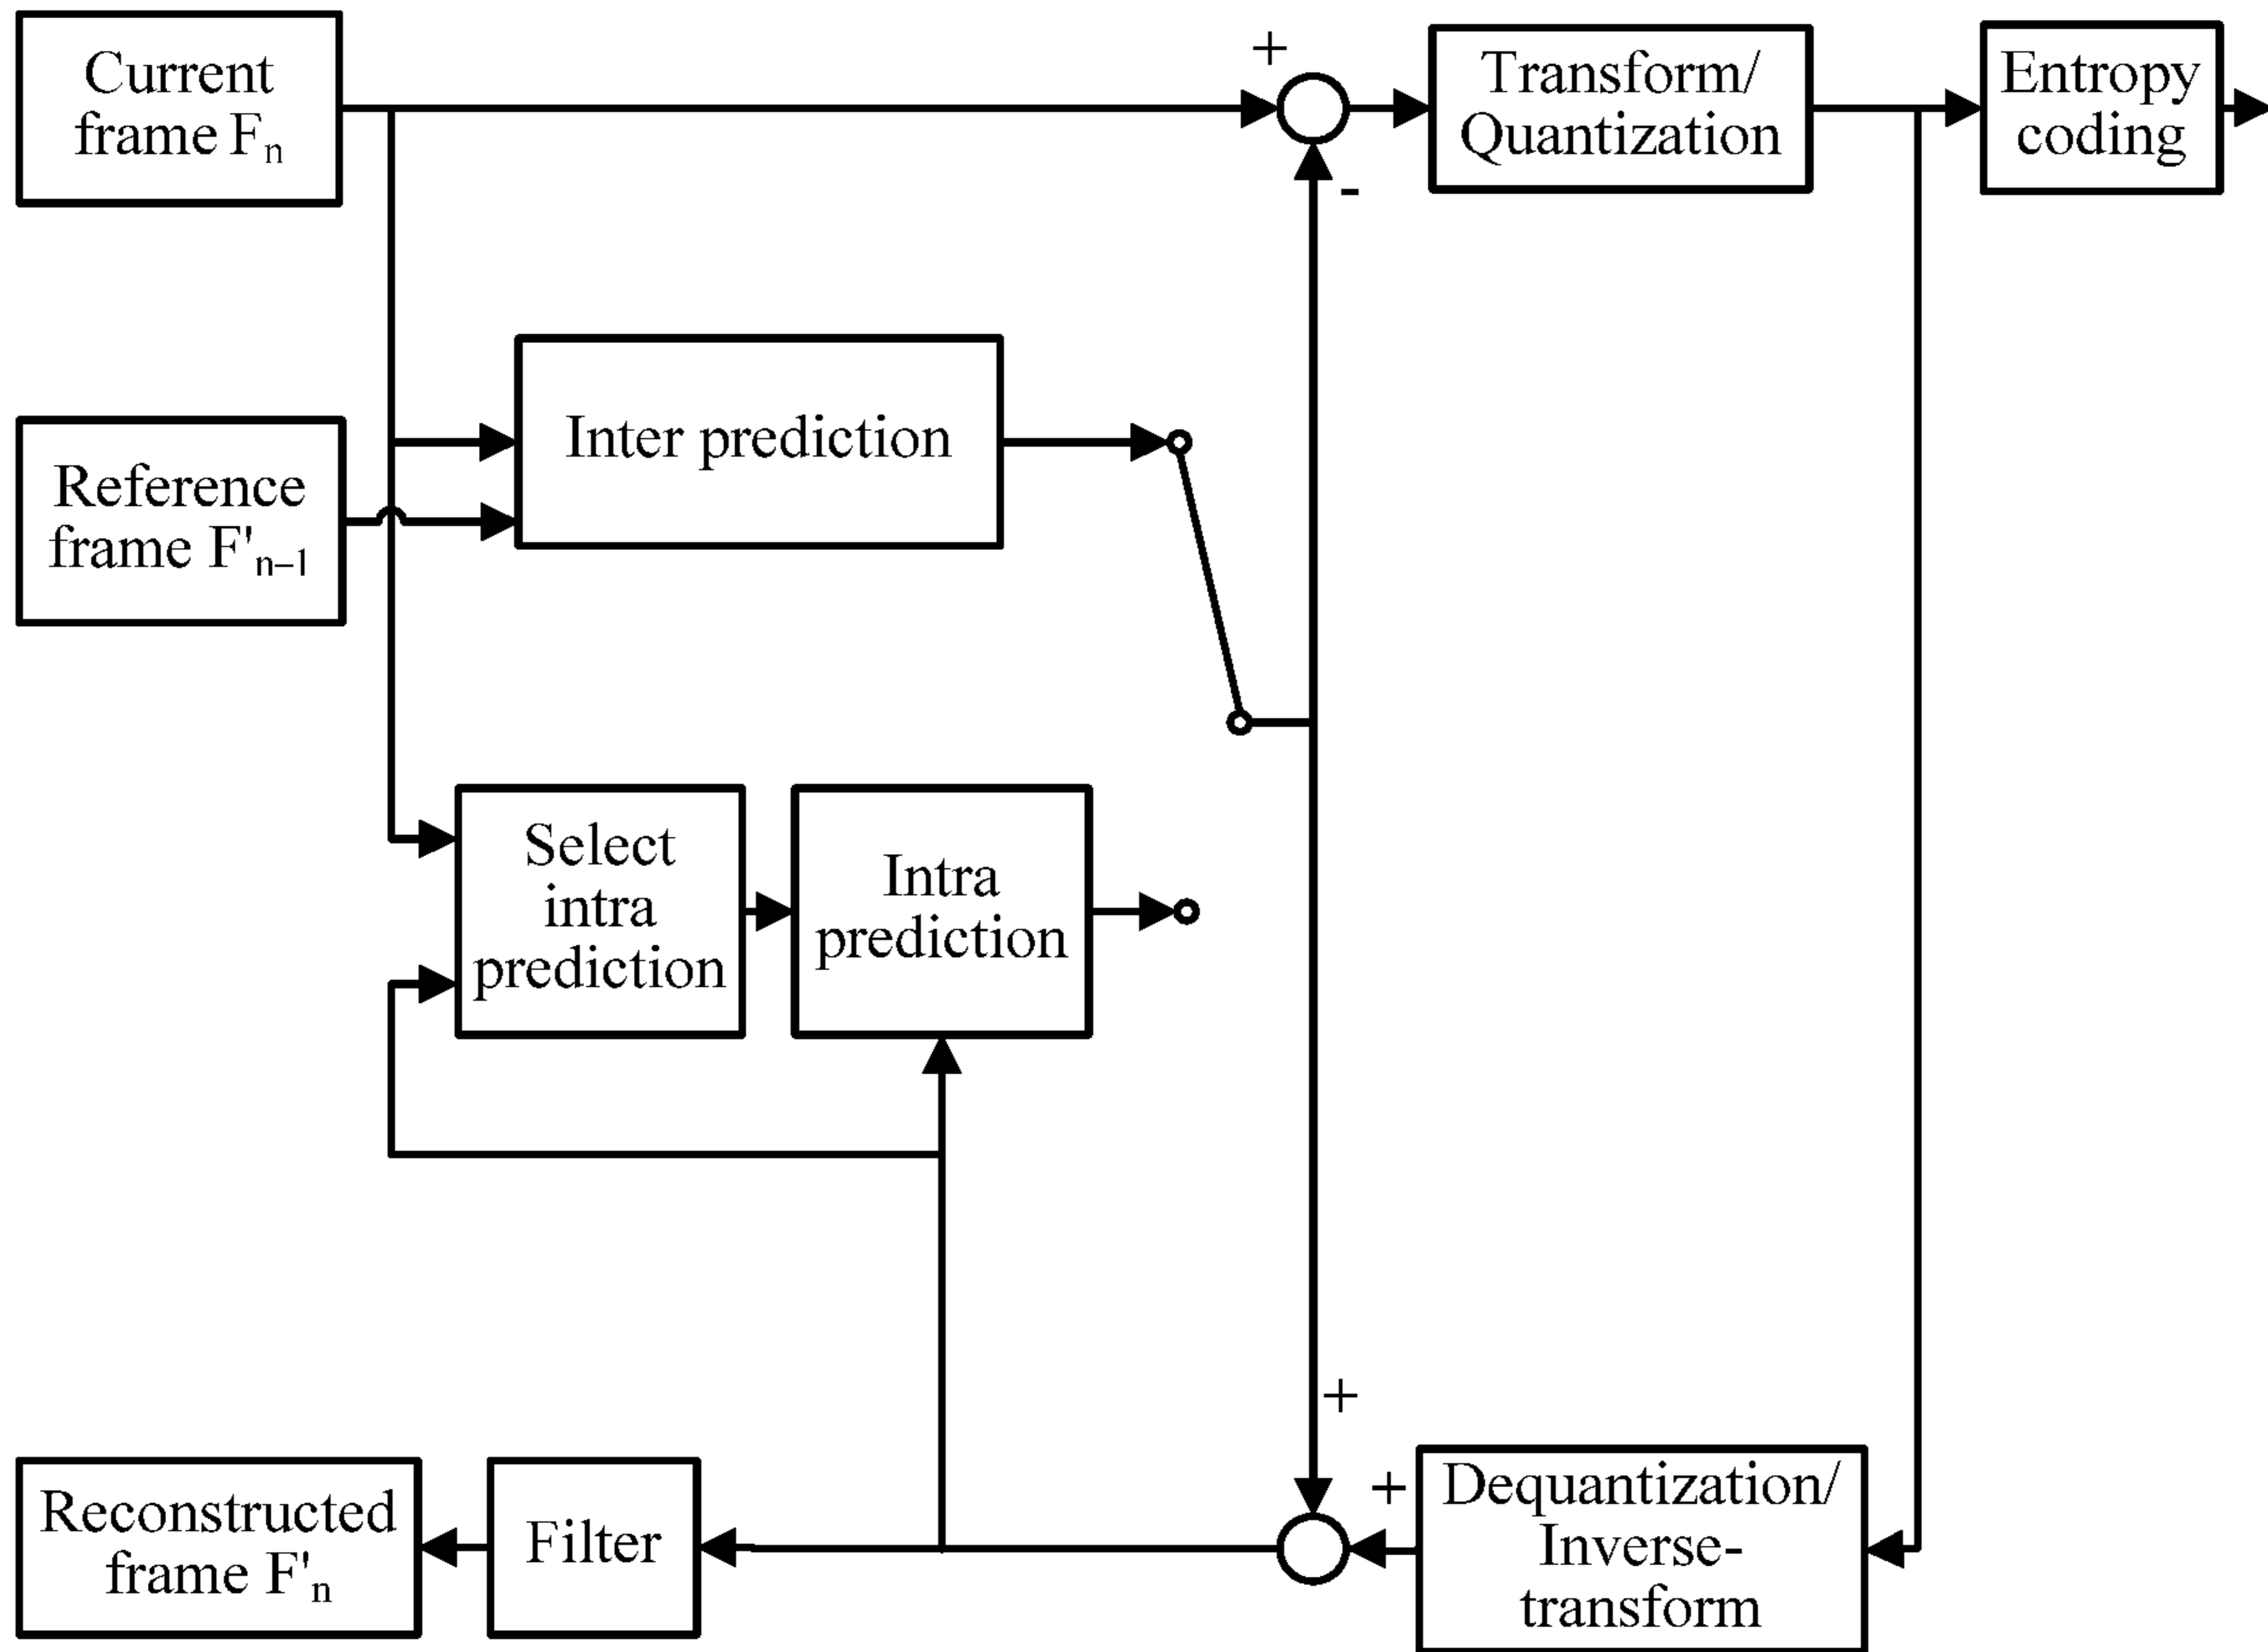 Current
frame Fn
+
Transform/
Quantization
Entropy
coding
-
Inter prediction
Reference
frame F'n–1
Select
intra
prediction
Intra
prediction
+
+
Dequantization/
Inverse-
transform
Filter
Reconstructed
frame F'n